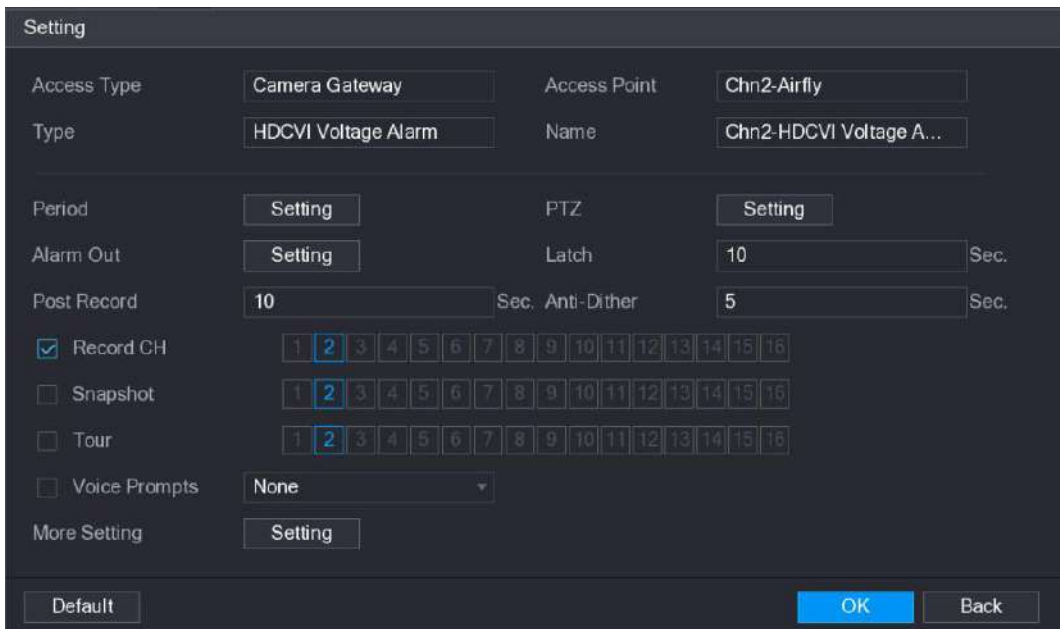 Setting
Access Type Camera Gateway Access Point Chn2-Airfly
Type HDCVI Voltage Alarm Name Chn2-HDCVI Voltage A...
Period Setting PTZ Setting
Alarm Out Setting Latch 10 Sec.
Post Record 10 Sec. Anti-Dither 5 Sec.
Record CH 1 2 3 4 5 6 7 8 9 10 11 12 13 14 15 16
Snapshot 1 2 3 4 5 6 7 8 9 10 11 12 13 14 15 16
Tour 1 2 3 4 5 6 7 8 9 10 11 12 13 14 15 16
Voice Prompts None
More Setting Setting
Default OK Back